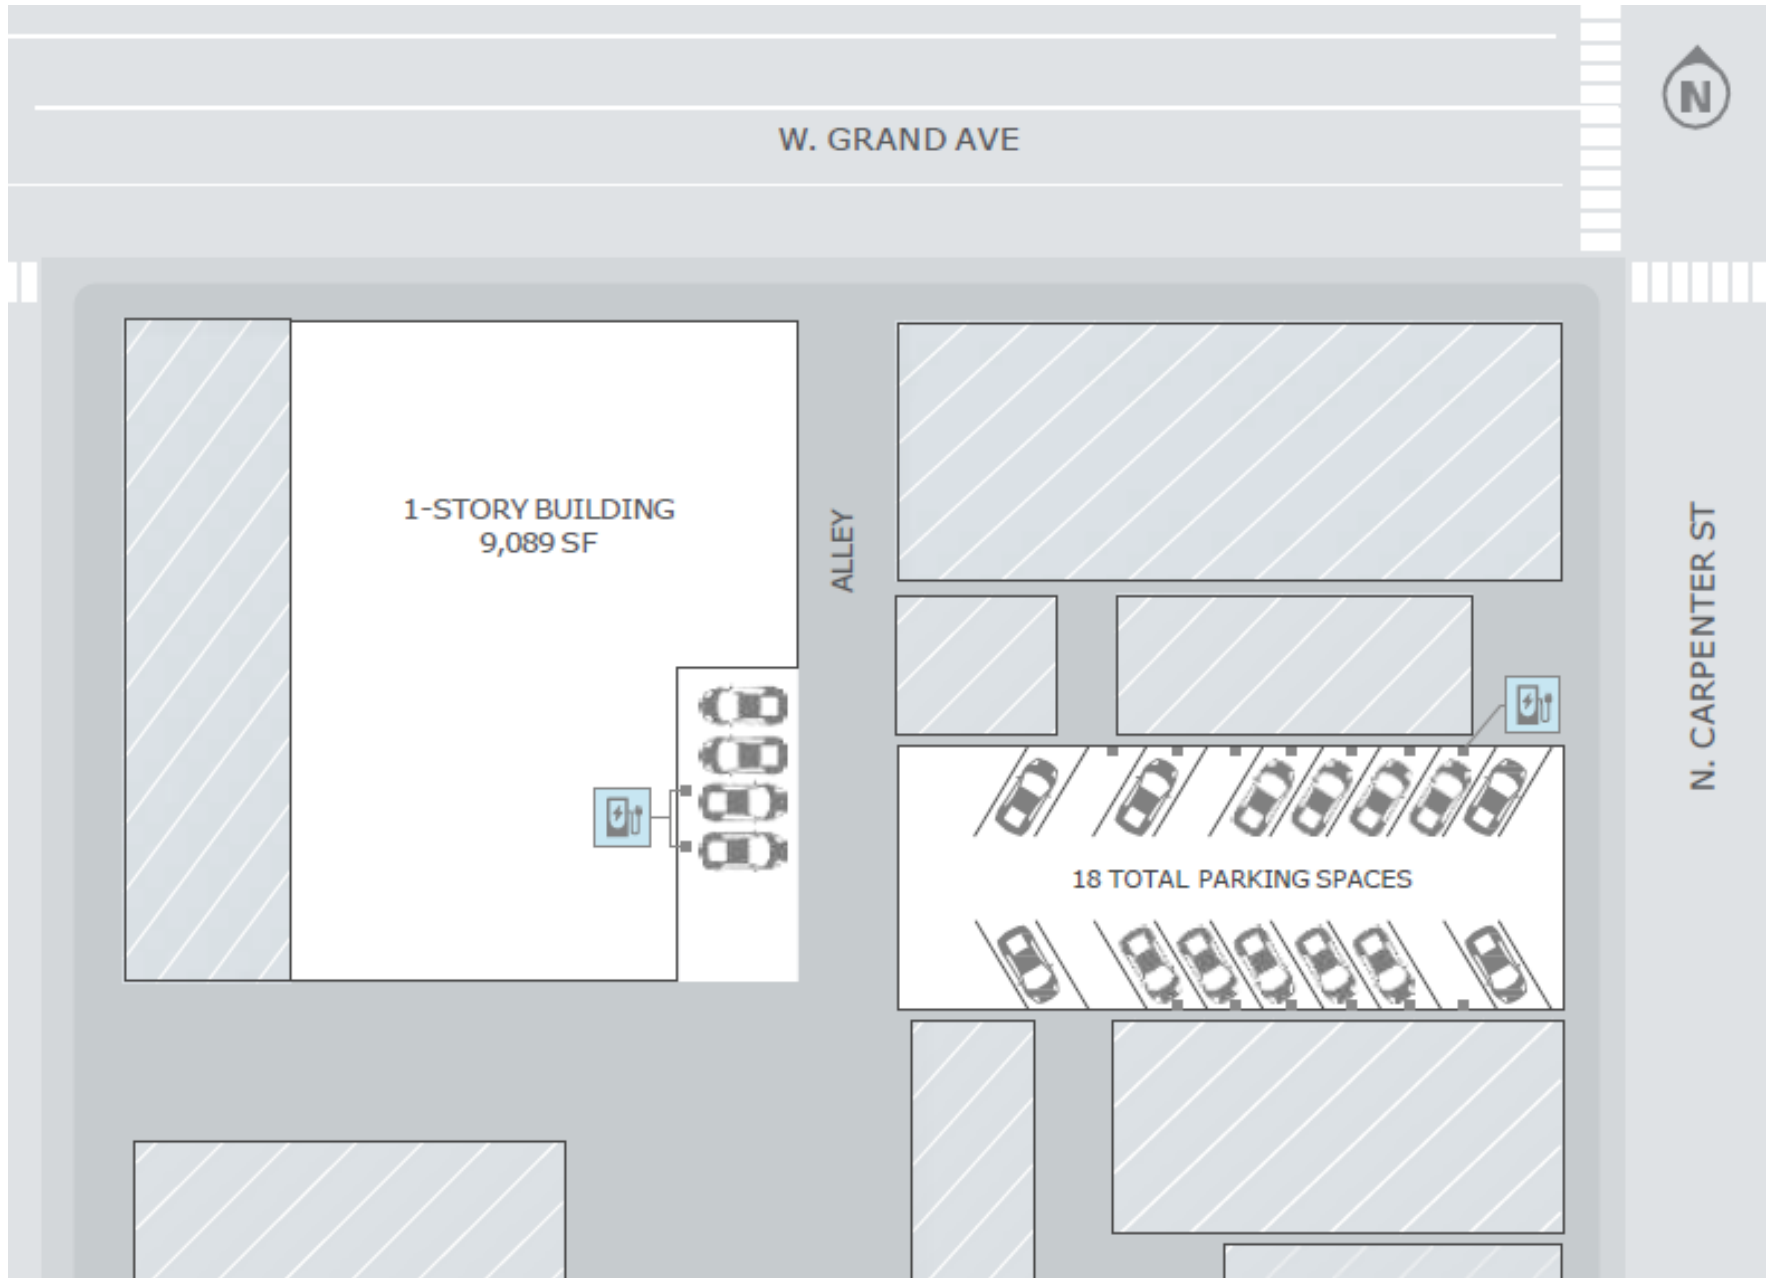 W. GRAND AVE
N
1-STORY BUILDING
9,089 SF
ALLEY
N. CARPENTER ST
18 TOTAL PARKING SPACES